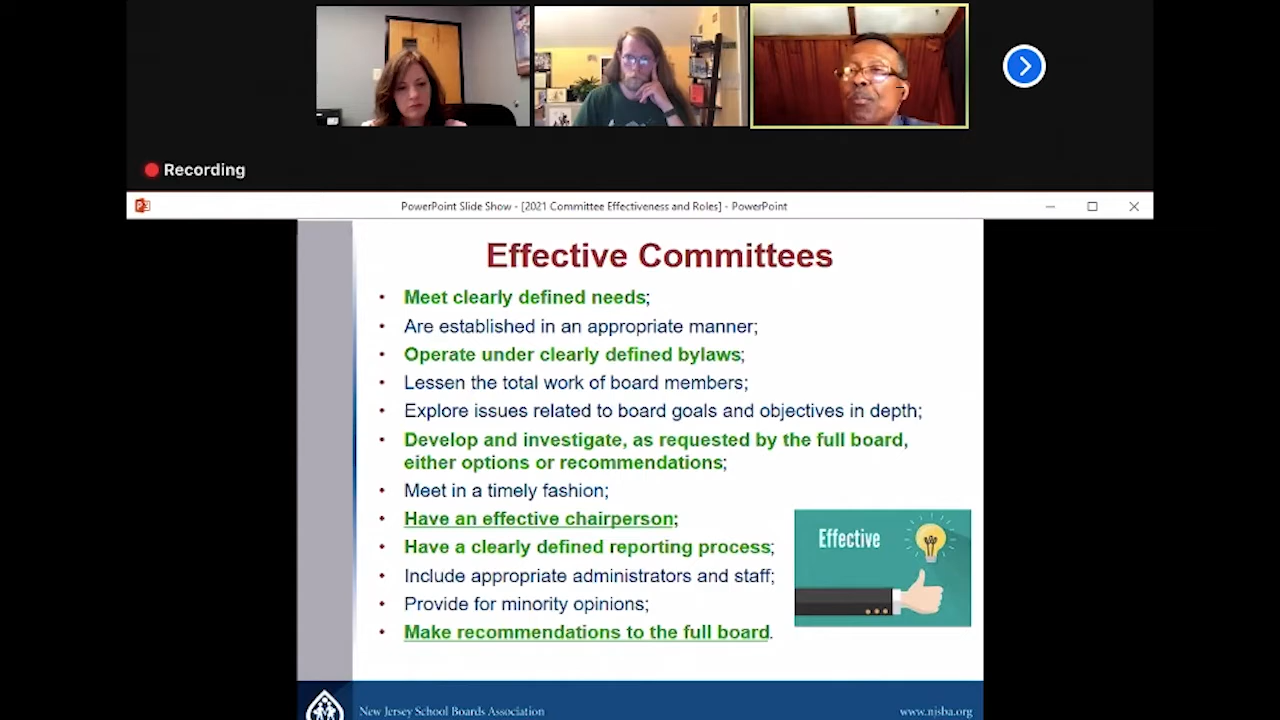 Recording
PowerPoint Slide Show - [2021 Committee Effectiveness and Roles] - PowerPoint
Effective Committees
• Meet clearly defined needs;
• Are established in an appropriate manner;
• Operate under clearly defined bylaws;
• Lessen the total work of board members;
• Explore issues related to board goals and objectives in depth;
• Develop and investigate, as requested by the full board,
either options or recommendations;
• Meet in a timely fashion;
• Have an effective chairperson;
• Have a clearly defined reporting process;
• Include appropriate administrators and staff;
• Provide for minority opinions;
• Make recommendations to the full board.
Effective
New Jersey School Boards Association
www.njsba.org